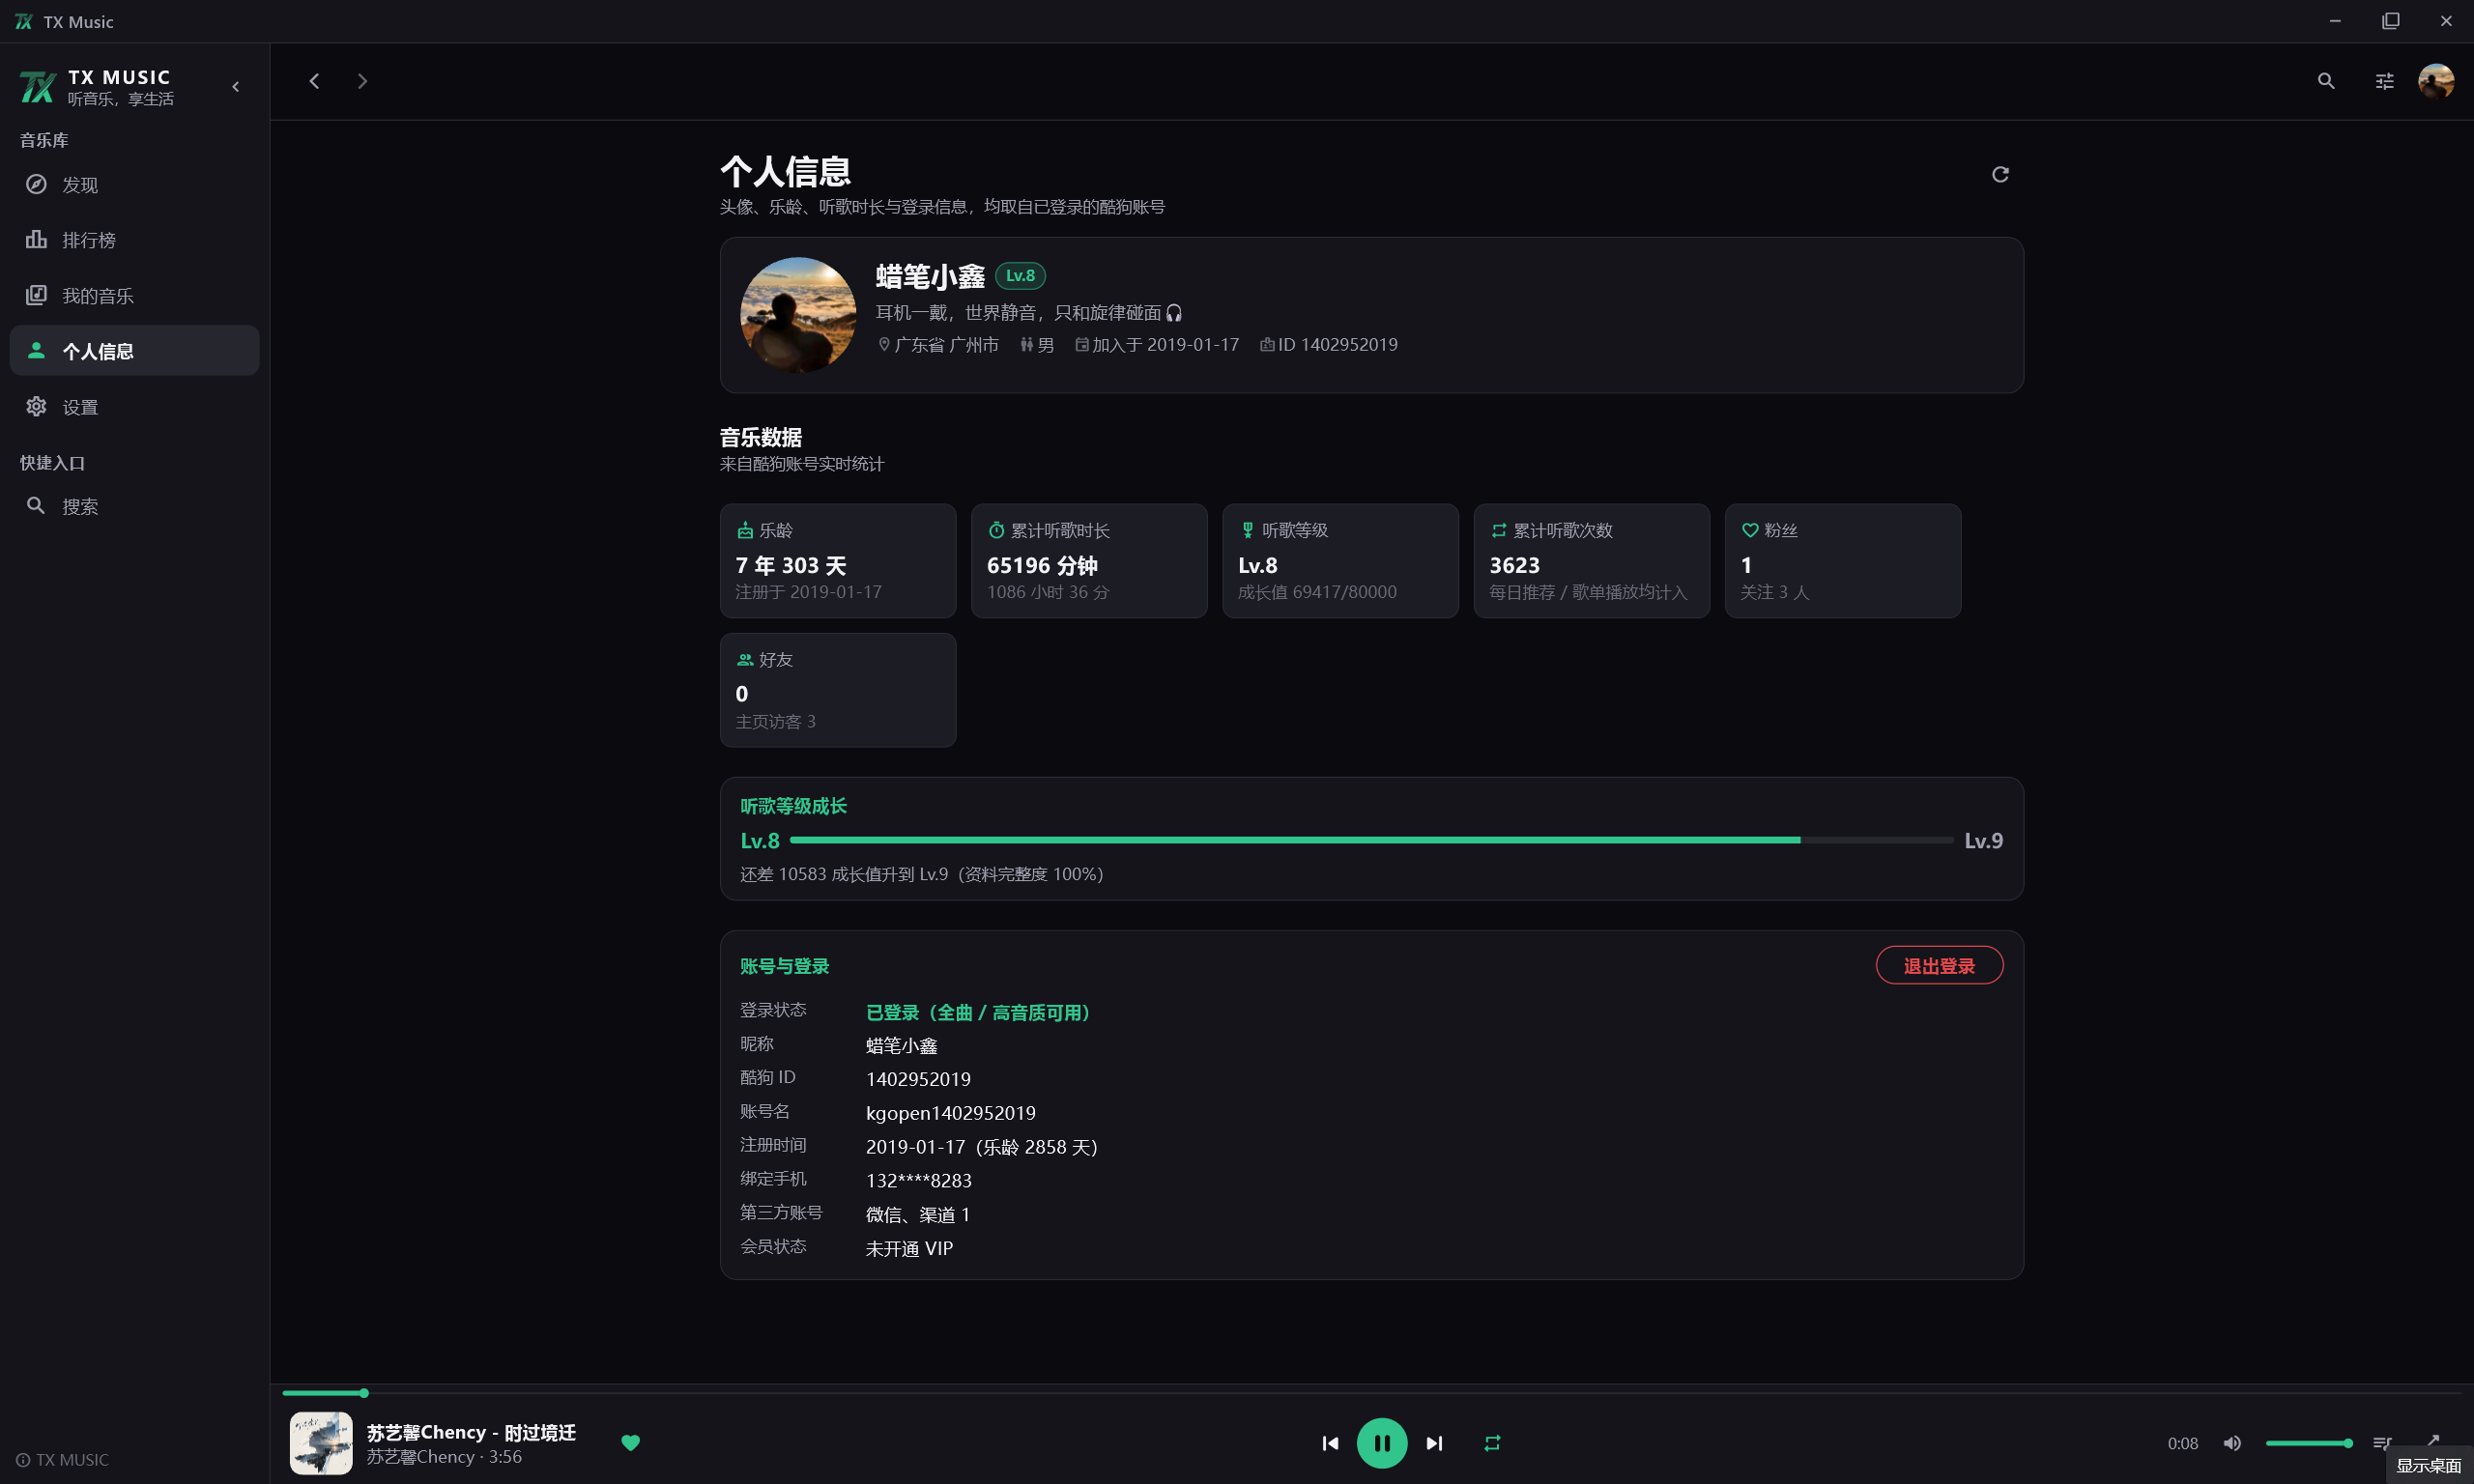 TX Music
TX MUSIC
听音乐，享生活
音乐库
发现
排行榜
我的音乐
个人信息
设置
快捷入口
搜索
TX MUSIC
个人信息
头像、乐龄、听歌时长与登录信息，均取自已登录的酷狗账号
蜡笔小鑫 Lv.8
耳机一戴，世界静音，只和旋律碰面🎧
广东省 广州市 男 加入于 2019-01-17 ID 1402952019
音乐数据
来自酷狗账号实时统计
乐龄
7 年 303 天
注册于 2019-01-17
累计听歌时长
65196 分钟
1086 小时 36 分
听歌等级
Lv.8
成长值 69417/80000
累计听歌次数
3623
每日推荐 / 歌单播放均计入
粉丝
1
关注 3 人
好友
0
主页访客 3
听歌等级成长
Lv.8 Lv.9
还差 10583 成长值升到 Lv.9（资料完整度 100%）
账号与登录 退出登录
登录状态 已登录（全曲 / 高音质可用）
昵称 蜡笔小鑫
酷狗 ID 1402952019
账号名 kgopen1402952019
注册时间 2019-01-17（乐龄 2858 天）
绑定手机 132****8283
第三方账号 微信、渠道 1
会员状态 未开通 VIP
苏艺馨Chency - 时过境迁
苏艺馨Chency · 3:56
0:08
显示桌面